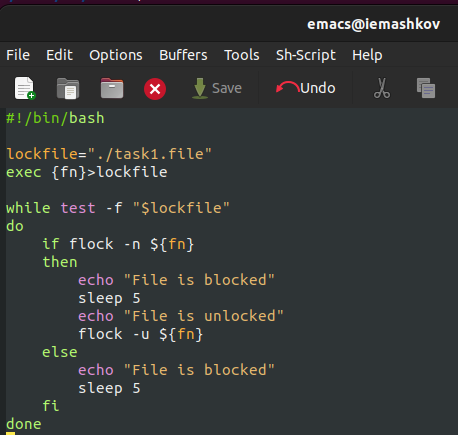 emacs@iemashkov
File Edit Options Buffers Tools Sh-Script Help
Save Undo
#!/bin/bash
lockfile="./task1.file"
exec {fn}>lockfile
while test -f "$lockfile"
do
    if flock -n ${fn}
    then
        echo "File is blocked"
        sleep 5
        echo "File is unlocked"
        flock -u ${fn}
    else
        echo "File is blocked"
        sleep 5
    fi
done